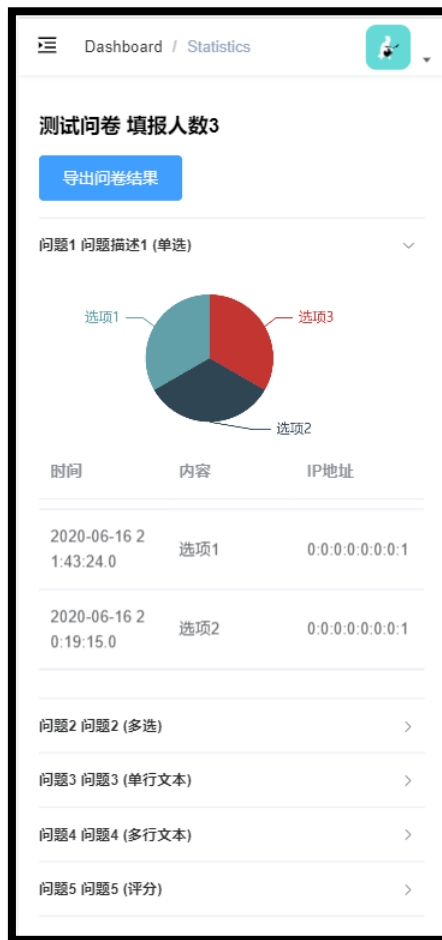 Dashboard / Statistics
测试问卷 填报人数3
导出问卷结果
问题1 问题描述1 (单选)
选项1
选项3
选项2
时间 内容 IP地址
2020-06-16 2
1:43:24.0
选项1
0:0:0:0:0:0:0:1
2020-06-16 2
0:19:15.0
选项2
0:0:0:0:0:0:0:1
问题2 问题2 (多选)
问题3 问题3 (单行文本)
问题4 问题4 (多行文本)
问题5 问题5 (评分)